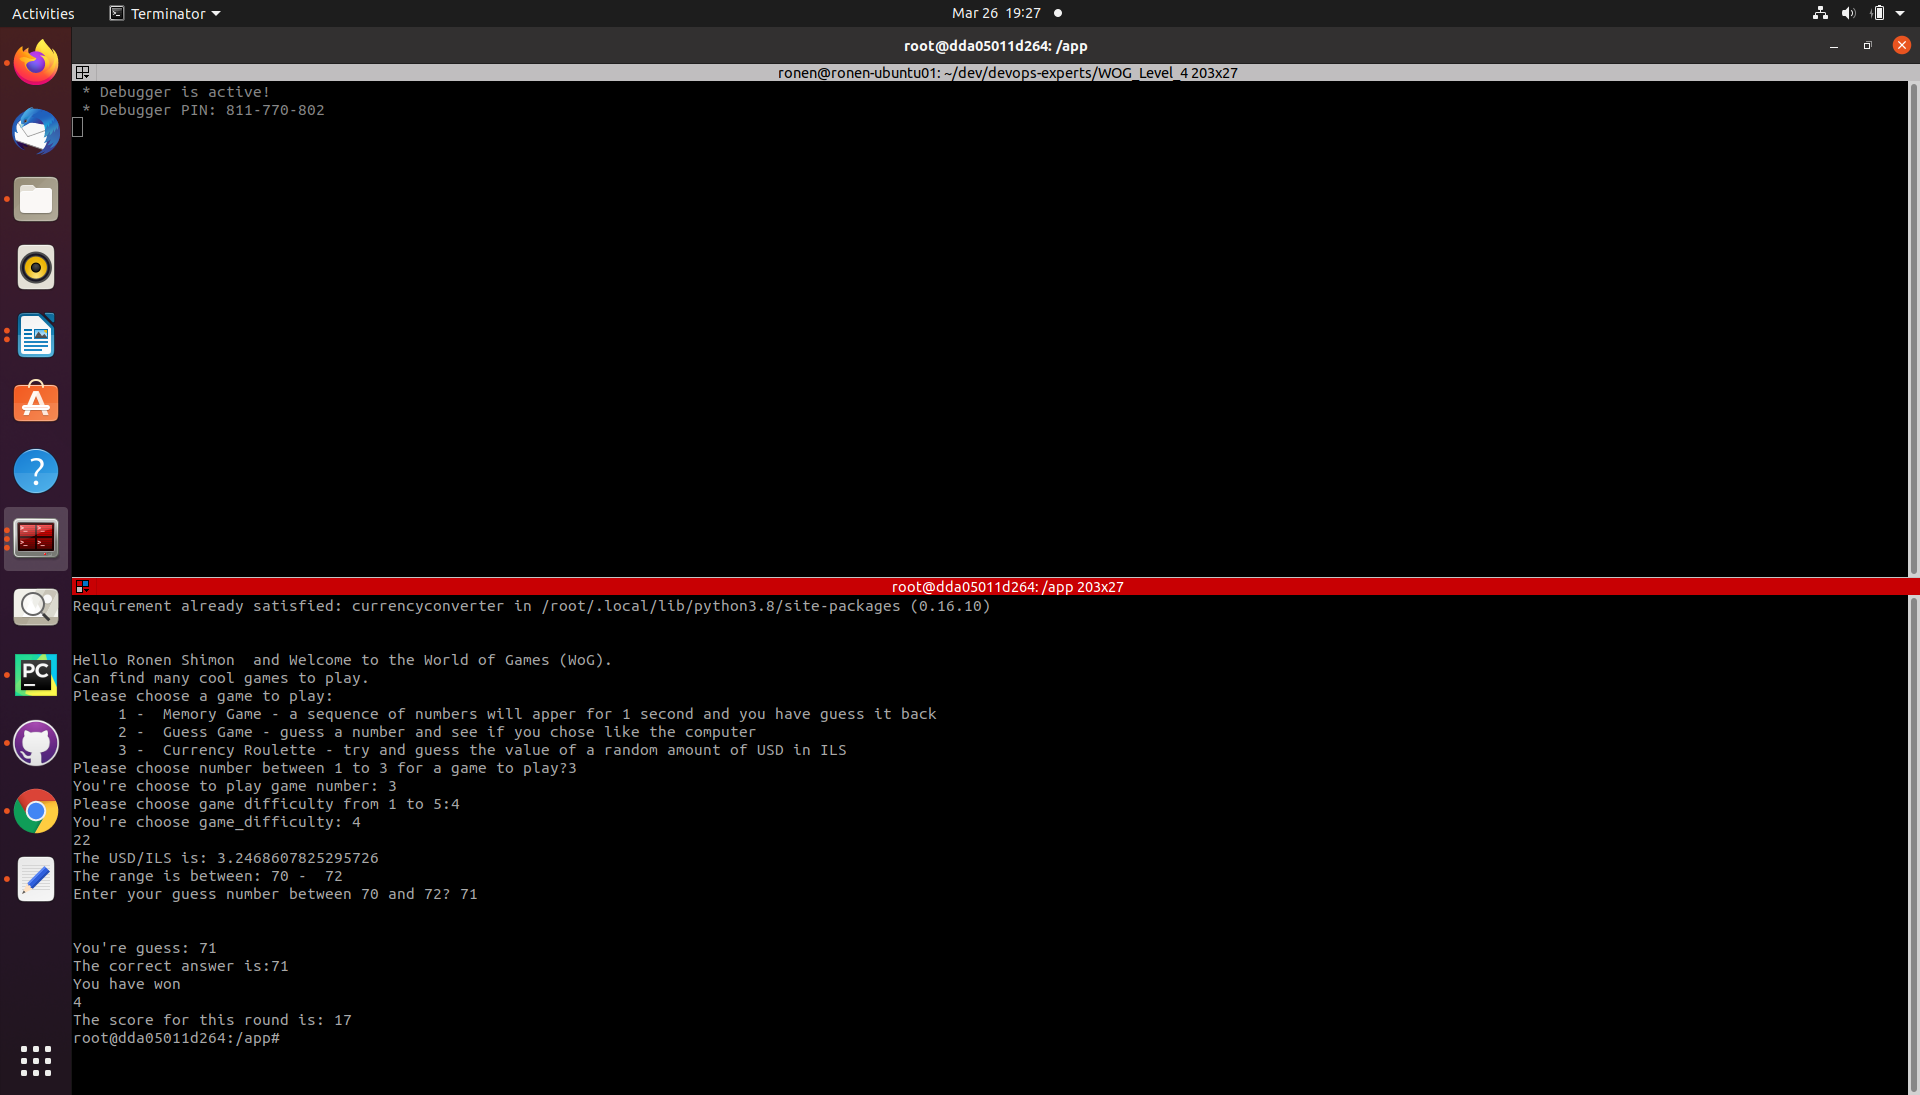 Activities
Terminator
Mar 26 19:27
root@dda05011d264: /app
ronen@ronen-ubuntu01: ~/dev/devops-experts/WOG_Level_4 203x27
* Debugger is active!
* Debugger PIN: 811-770-802
root@dda05011d264: /app 203x27
Requirement already satisfied: currencyconverter in /root/.local/lib/python3.8/site-packages (0.16.10)
Hello Ronen Shimon  and Welcome to the World of Games (WoG).
Can find many cool games to play.
Please choose a game to play:
1 -  Memory Game - a sequence of numbers will apper for 1 second and you have guess it back
2 -  Guess Game - guess a number and see if you chose like the computer
3 -  Currency Roulette - try and guess the value of a random amount of USD in ILS
Please choose number between 1 to 3 for a game to play?3
You're choose to play game number: 3
Please choose game difficulty from 1 to 5:4
You're choose game_difficulty: 4
22
The USD/ILS is: 3.2468607825295726
The range is between: 70 -  72
Enter your guess number between 70 and 72? 71
You're guess: 71
The correct answer is:71
You have won
4
The score for this round is: 17
root@dda05011d264:/app#
PC